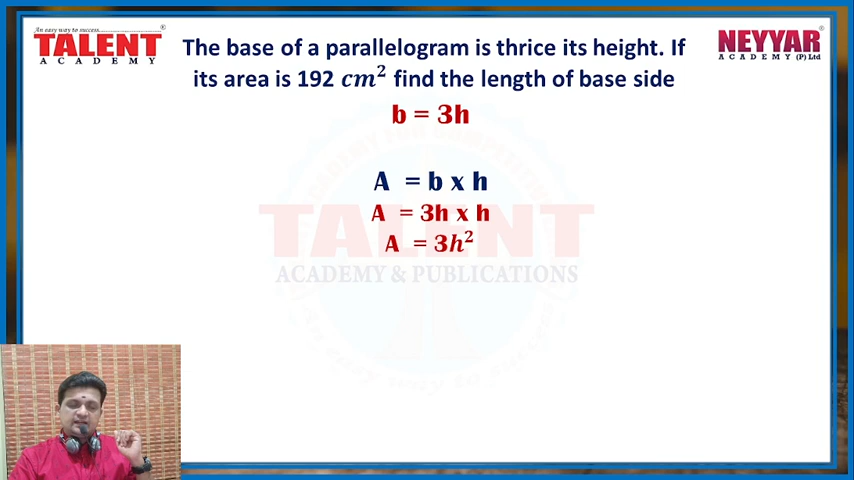 An easy way to success.......
TALENT
ACADEMY
NEYYAR
ACADEMY (P) Ltd
The base of a parallelogram is thrice its height. If
its area is 192 cm² find the length of base side
b = 3h
A = b x h
A = 3h x h
A = 3h²
TALENT
ACADEMY & PUBLICATIONS